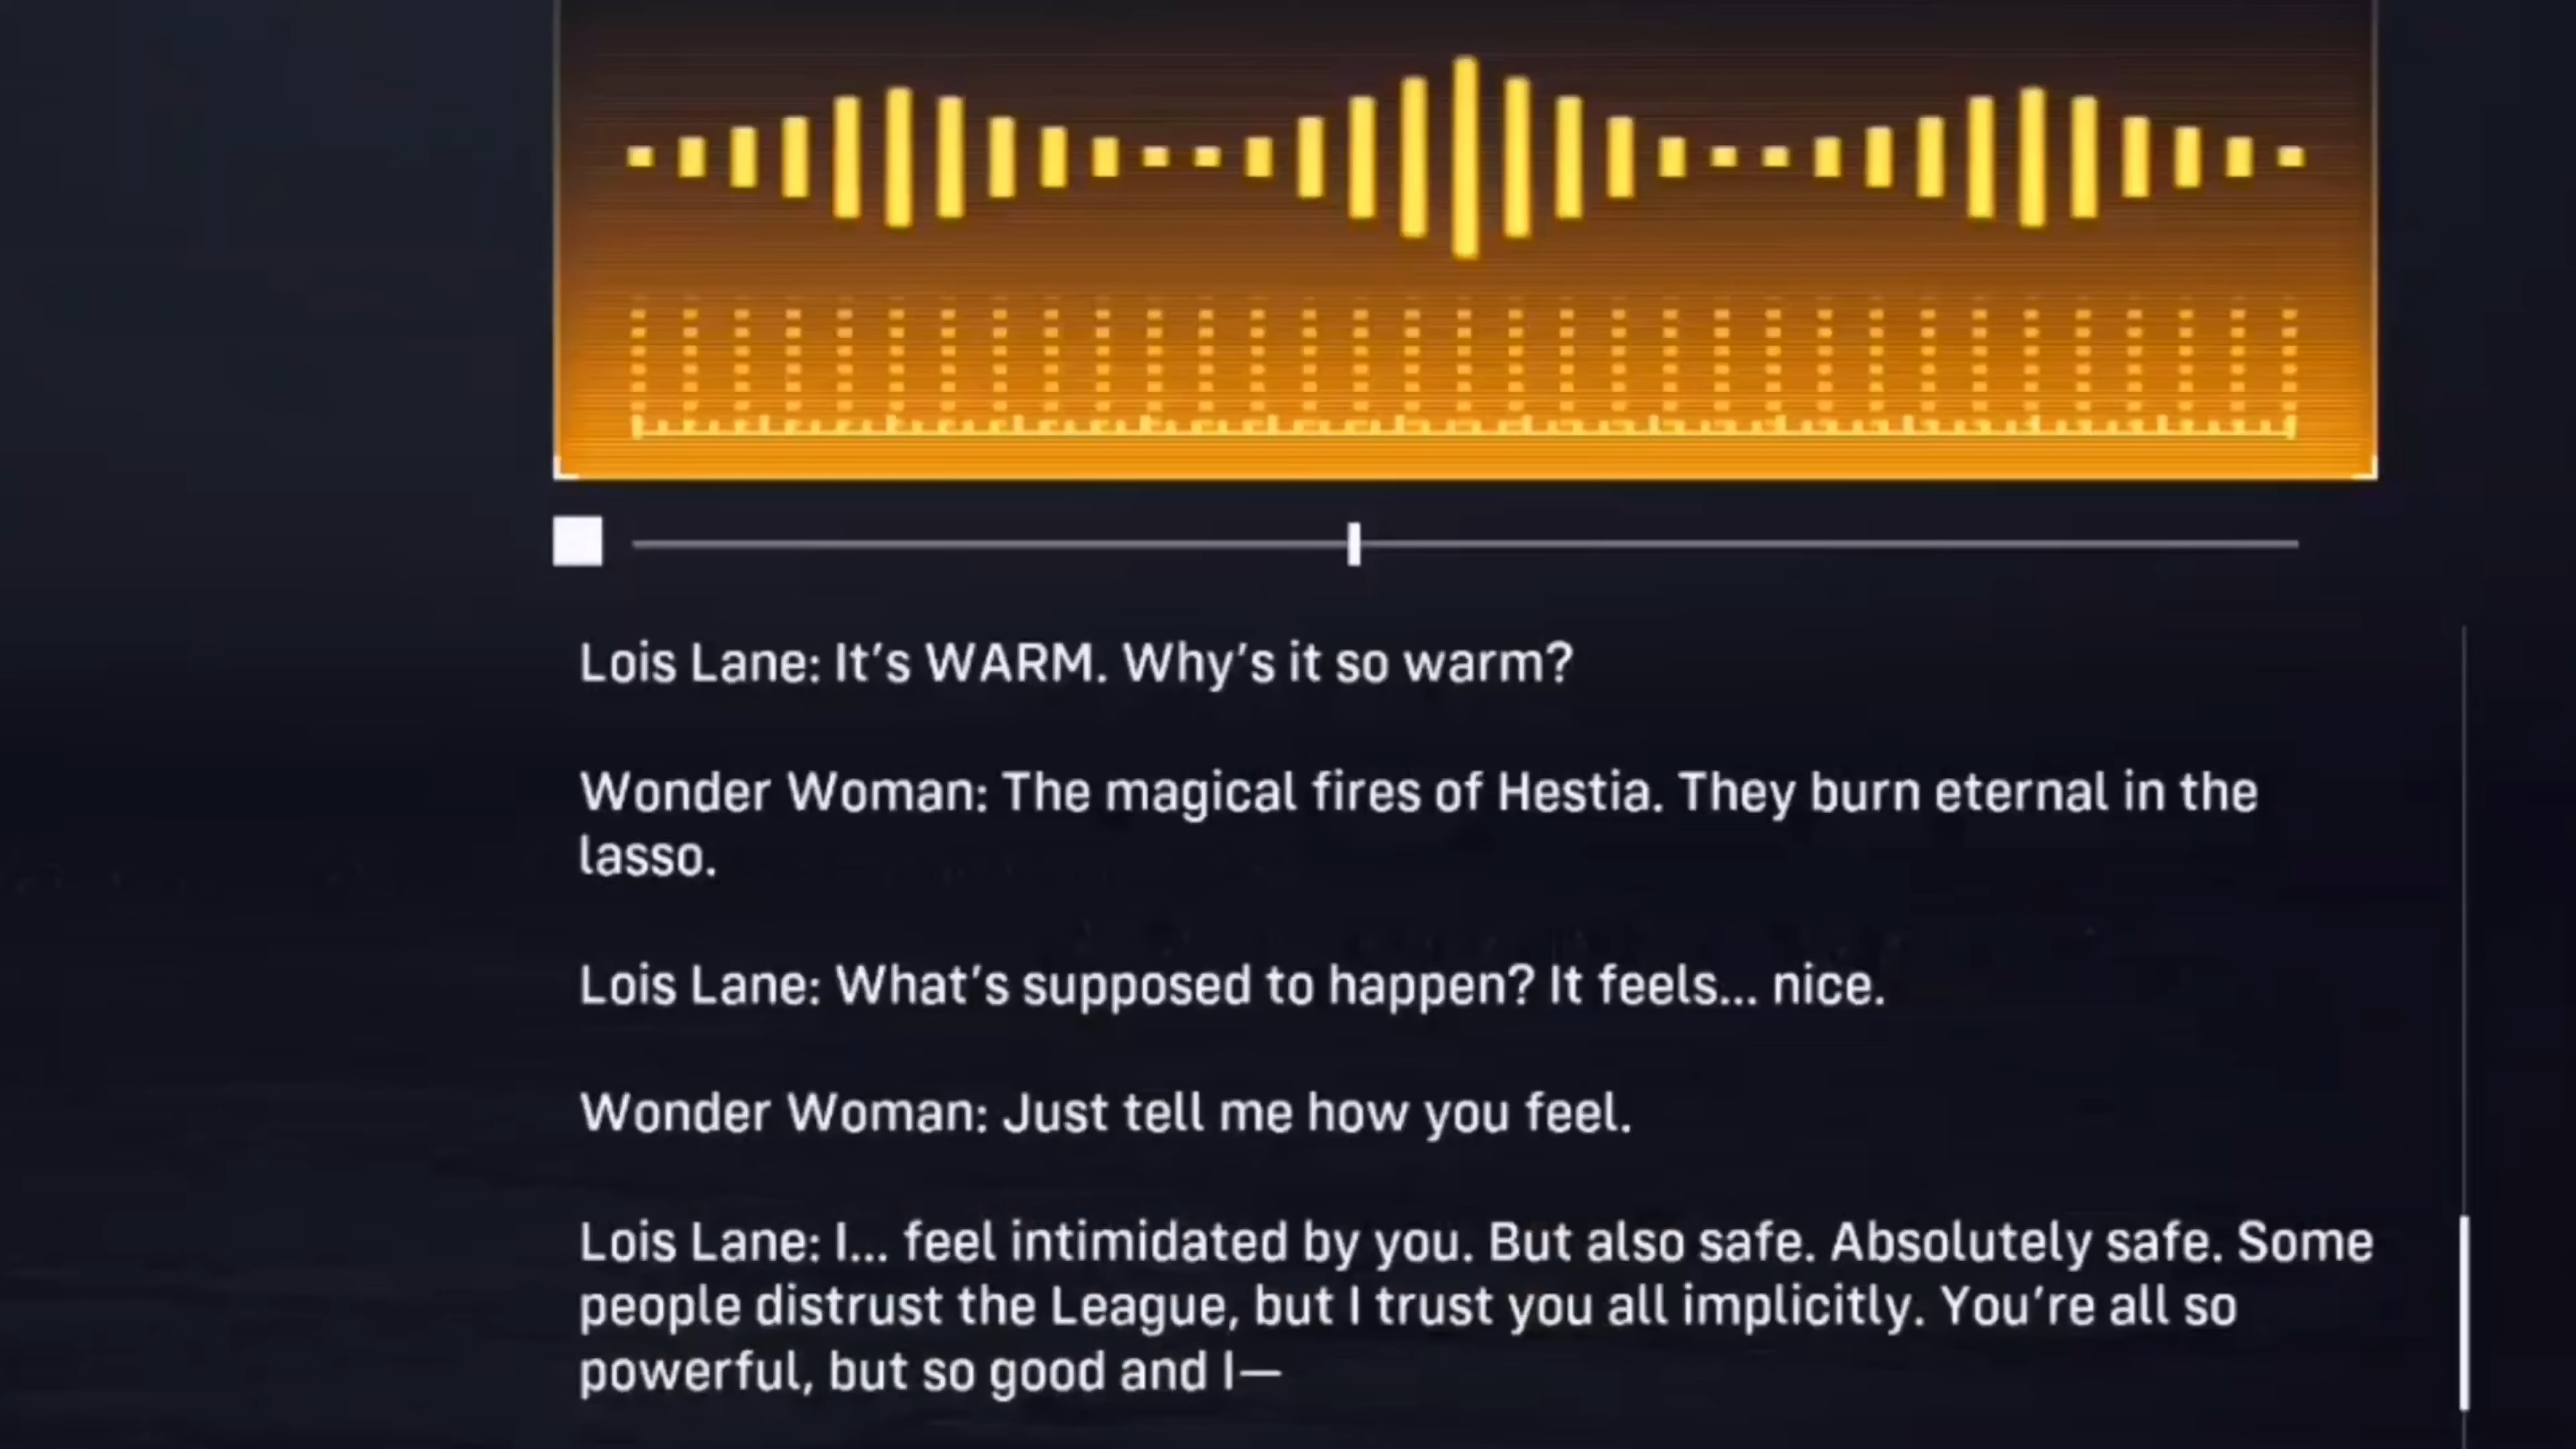 Lois Lane: It’s WARM. Why’s it so warm?
Wonder Woman: The magical fires of Hestia. They burn eternal in the
lasso.
Lois Lane: What’s supposed to happen? It feels... nice.
Wonder Woman: Just tell me how you feel.
Lois Lane: I... feel intimidated by you. But also safe. Absolutely safe. Some
people distrust the League, but I trust you all implicitly. You’re all so
powerful, but so good and I—